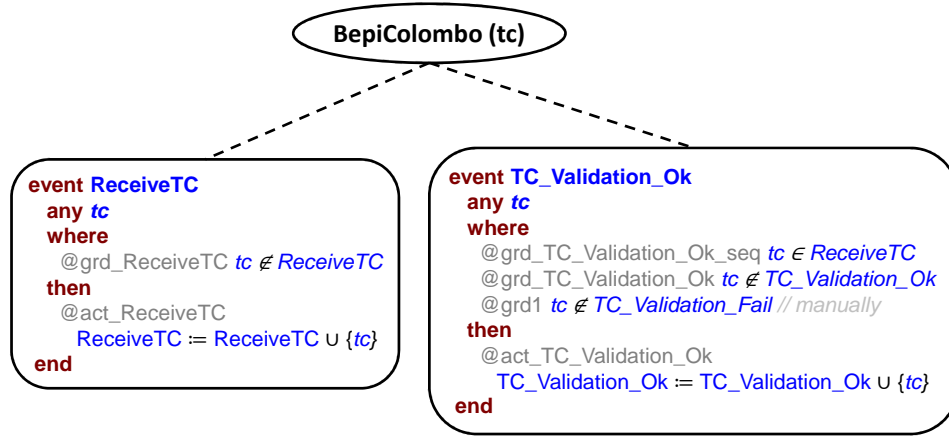 BepiColombo (tc)
event ReceiveTC
any tc
where
@grd_ReceiveTC tc ∉ ReceiveTC
then
@act_ReceiveTC
ReceiveTC ≔ ReceiveTC ∪ {tc}
end
event TC_Validation_Ok
any tc
where
@grd_TC_Validation_Ok_seq tc ∈ ReceiveTC
@grd_TC_Validation_Ok tc ∉ TC_Validation_Ok
@grd1 tc ∉ TC_Validation_Fail // manually
then
@act_TC_Validation_Ok
TC_Validation_Ok ≔ TC_Validation_Ok ∪ {tc}
end